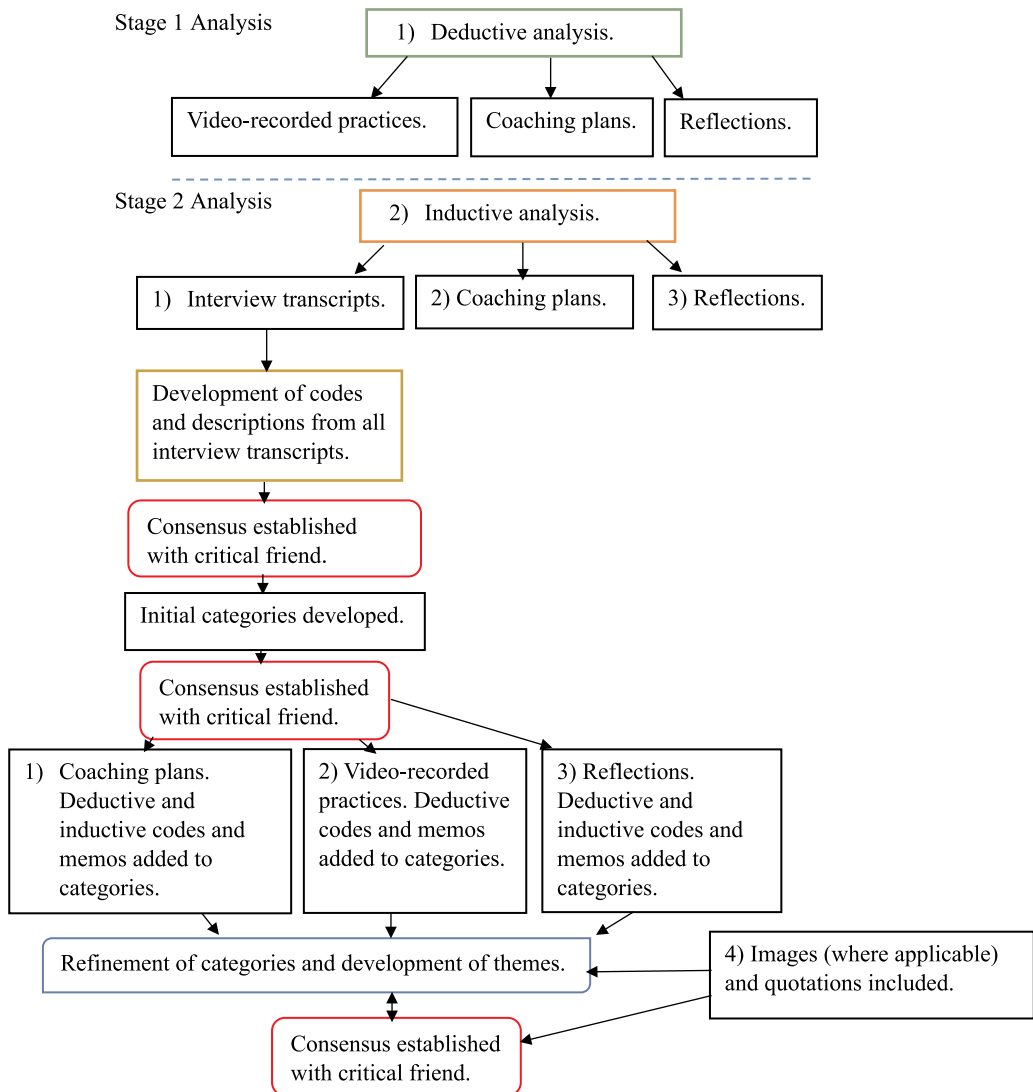 Stage 1 Analysis
1) Deductive analysis.
Video-recorded practices.
Coaching plans.
Reflections.
Stage 2 Analysis
2) Inductive analysis.
1) Interview transcripts.
2) Coaching plans.
3) Reflections.
Development of codes
and descriptions from all
interview transcripts.
Consensus established
with critical friend.
Initial categories developed.
Consensus established
with critical friend.
1) Coaching plans.
Deductive and
inductive codes and
memos added to
categories.
2) Video-recorded
practices. Deductive
codes and memos
added to categories.
3) Reflections.
Deductive and
inductive codes and
memos added to
categories.
Refinement of categories and development of themes.
4) Images (where applicable)
and quotations included.
Consensus established
with critical friend.